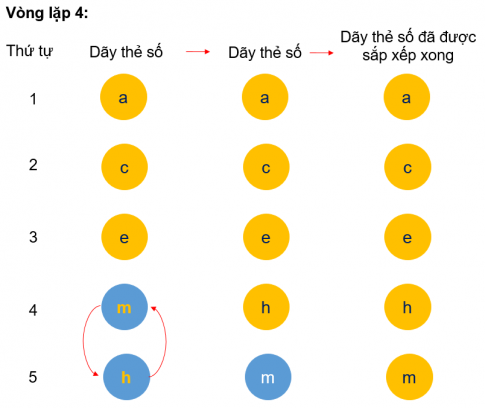 Vòng lặp 4:
Thứ tự Dãy thẻ số Dãy thẻ số Dãy thẻ số đã được
sắp xếp xong
1 a a a
2 c c c
3 e e e
4 m h h
5 h m m